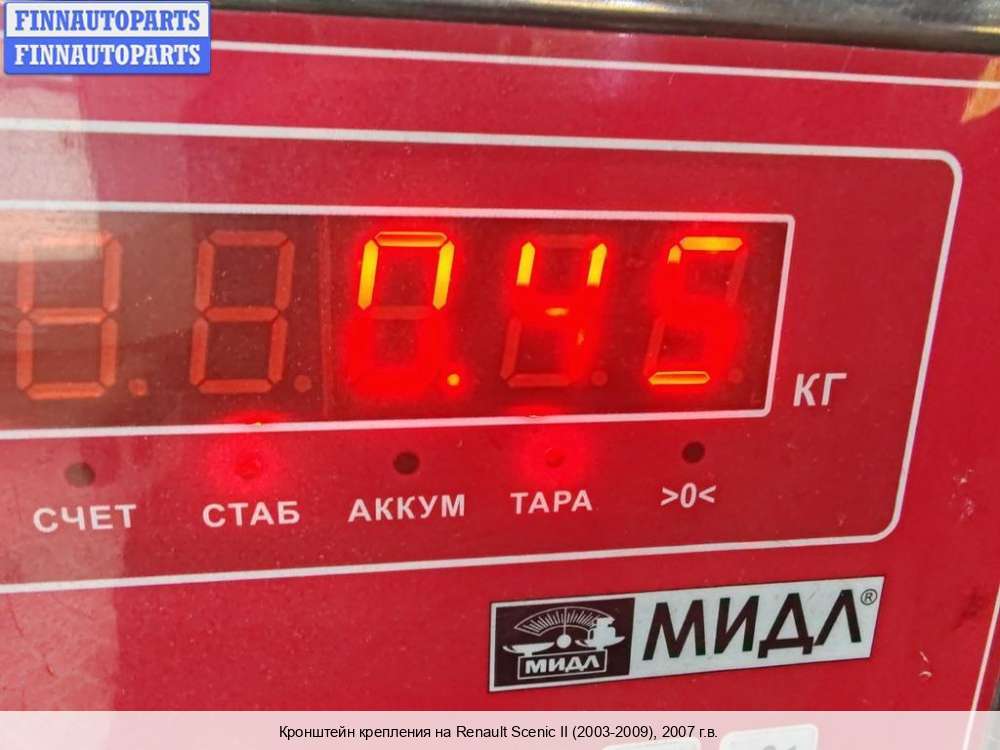 FINNAUTOPARTS
FINNAUTOPARTS
0.45
КГ
СЧЕТ СТАБ АККУМ ТАРА >0<
МИДЛ МИДЛ®
Кронштейн крепления на Renault Scenic II (2003-2009), 2007 г.в.